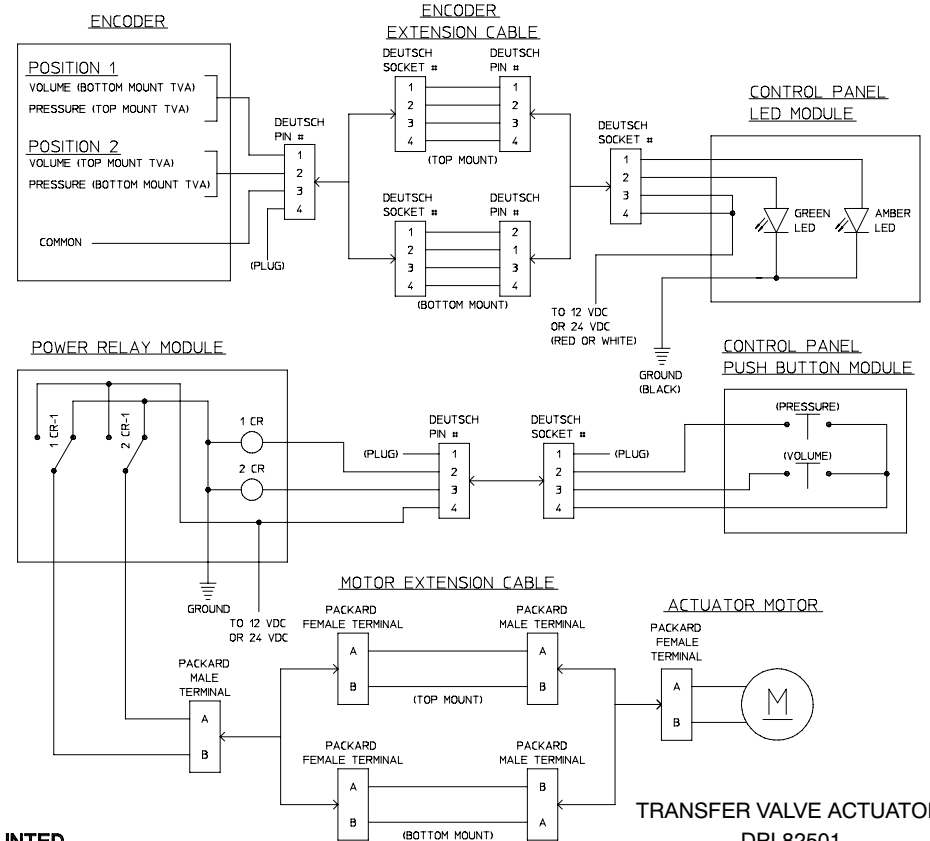 ENCODER
POSITION 1
VOLUME (BOTTOM MOUNT TVA)
PRESSURE (TOP MOUNT TVA)
POSITION 2
VOLUME (TOP MOUNT TVA)
PRESSURE (BOTTOM MOUNT TVA)
COMMON
DEUTSCH
PIN #
1
2
3
4
(PLUG)
ENCODER
EXTENSION CABLE
DEUTSCH
SOCKET #
1
2
3
4
DEUTSCH
PIN #
1
2
3
4
(TOP MOUNT)
DEUTSCH
SOCKET #
1
2
3
4
DEUTSCH
PIN #
2
1
3
4
(BOTTOM MOUNT)
DEUTSCH
SOCKET #
1
2
3
4
CONTROL PANEL
LED MODULE
GREEN
LED
AMBER
LED
TO 12 VDC
OR 24 VDC
(RED OR WHITE)
GROUND
(BLACK)
POWER RELAY MODULE
1 CR-1
2 CR-1
1 CR
2 CR
GROUND
TO 12 VDC
OR 24 VDC
DEUTSCH
PIN #
(PLUG)
1
2
3
4
DEUTSCH
SOCKET #
1
2
3
4
(PLUG)
CONTROL PANEL
PUSH BUTTON MODULE
(PRESSURE)
(VOLUME)
PACKARD
MALE
TERMINAL
A
B
MOTOR EXTENSION CABLE
PACKARD
FEMALE TERMINAL
A
B
PACKARD
MALE TERMINAL
A
B
(TOP MOUNT)
PACKARD
FEMALE TERMINAL
A
B
PACKARD
MALE TERMINAL
B
A
(BOTTOM MOUNT)
ACTUATOR MOTOR
PACKARD
FEMALE
TERMINAL
A
B
M
TRANSFER VALVE